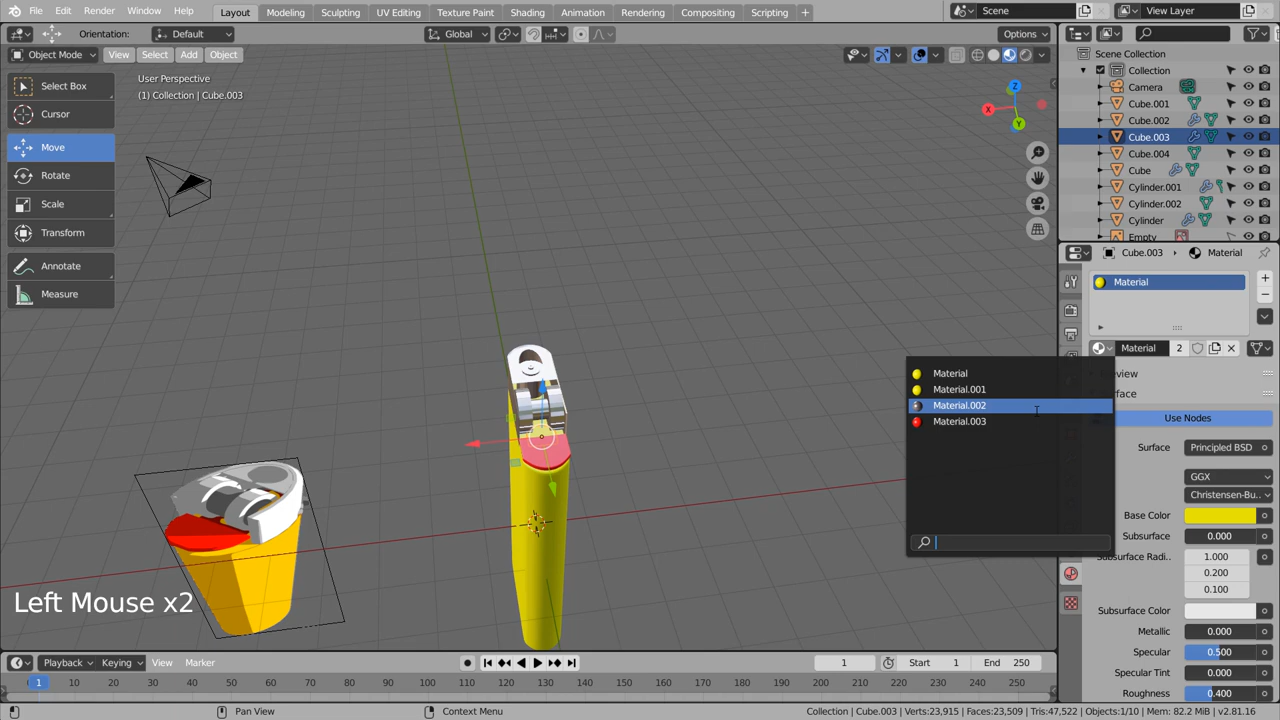 File Edit Render Window Help Layout Modeling Sculpting UV Editing Texture Paint Shading Animation Rendering Compositing Scripting + Scene View Layer
Orientation: Default Global Options
Object Mode View Select Add Object
User Perspective
(1) Collection | Cube.003
Select Box
Cursor
Move
Rotate
Scale
Transform
Annotate
Measure
X
Y
Z
Scene Collection
Collection
Camera
Cube.001
Cube.002
Cube.003
Cube.004
Cube
Cylinder.001
Cylinder.002
Cylinder
Empty
Cube.003 Material
Material
Material 2
Material
Material.001
Material.002
Material.003
Use Nodes
Surface Principled BSD
GGX
Christensen-Bu..
Base Color
Subsurface 0.000
Subsurface Radi.. 1.000
0.200
0.100
Subsurface Color
Metallic 0.000
Specular 0.500
Specular Tint 0.000
Roughness 0.400
Left Mouse x2
Playback Keying View Marker 1 Start 1 End 250
1 10 20 30 40 50 60 70 80 90 100 110 120 130 140 150 160 170 180 190 200 210 220 230 240 250
Pan View Context Menu Collection | Cube.003 | Verts:23,915 | Faces:23,509 | Tris:47,522 | Objects:1/10 | Mem: 82.2 MiB | v2.81.16